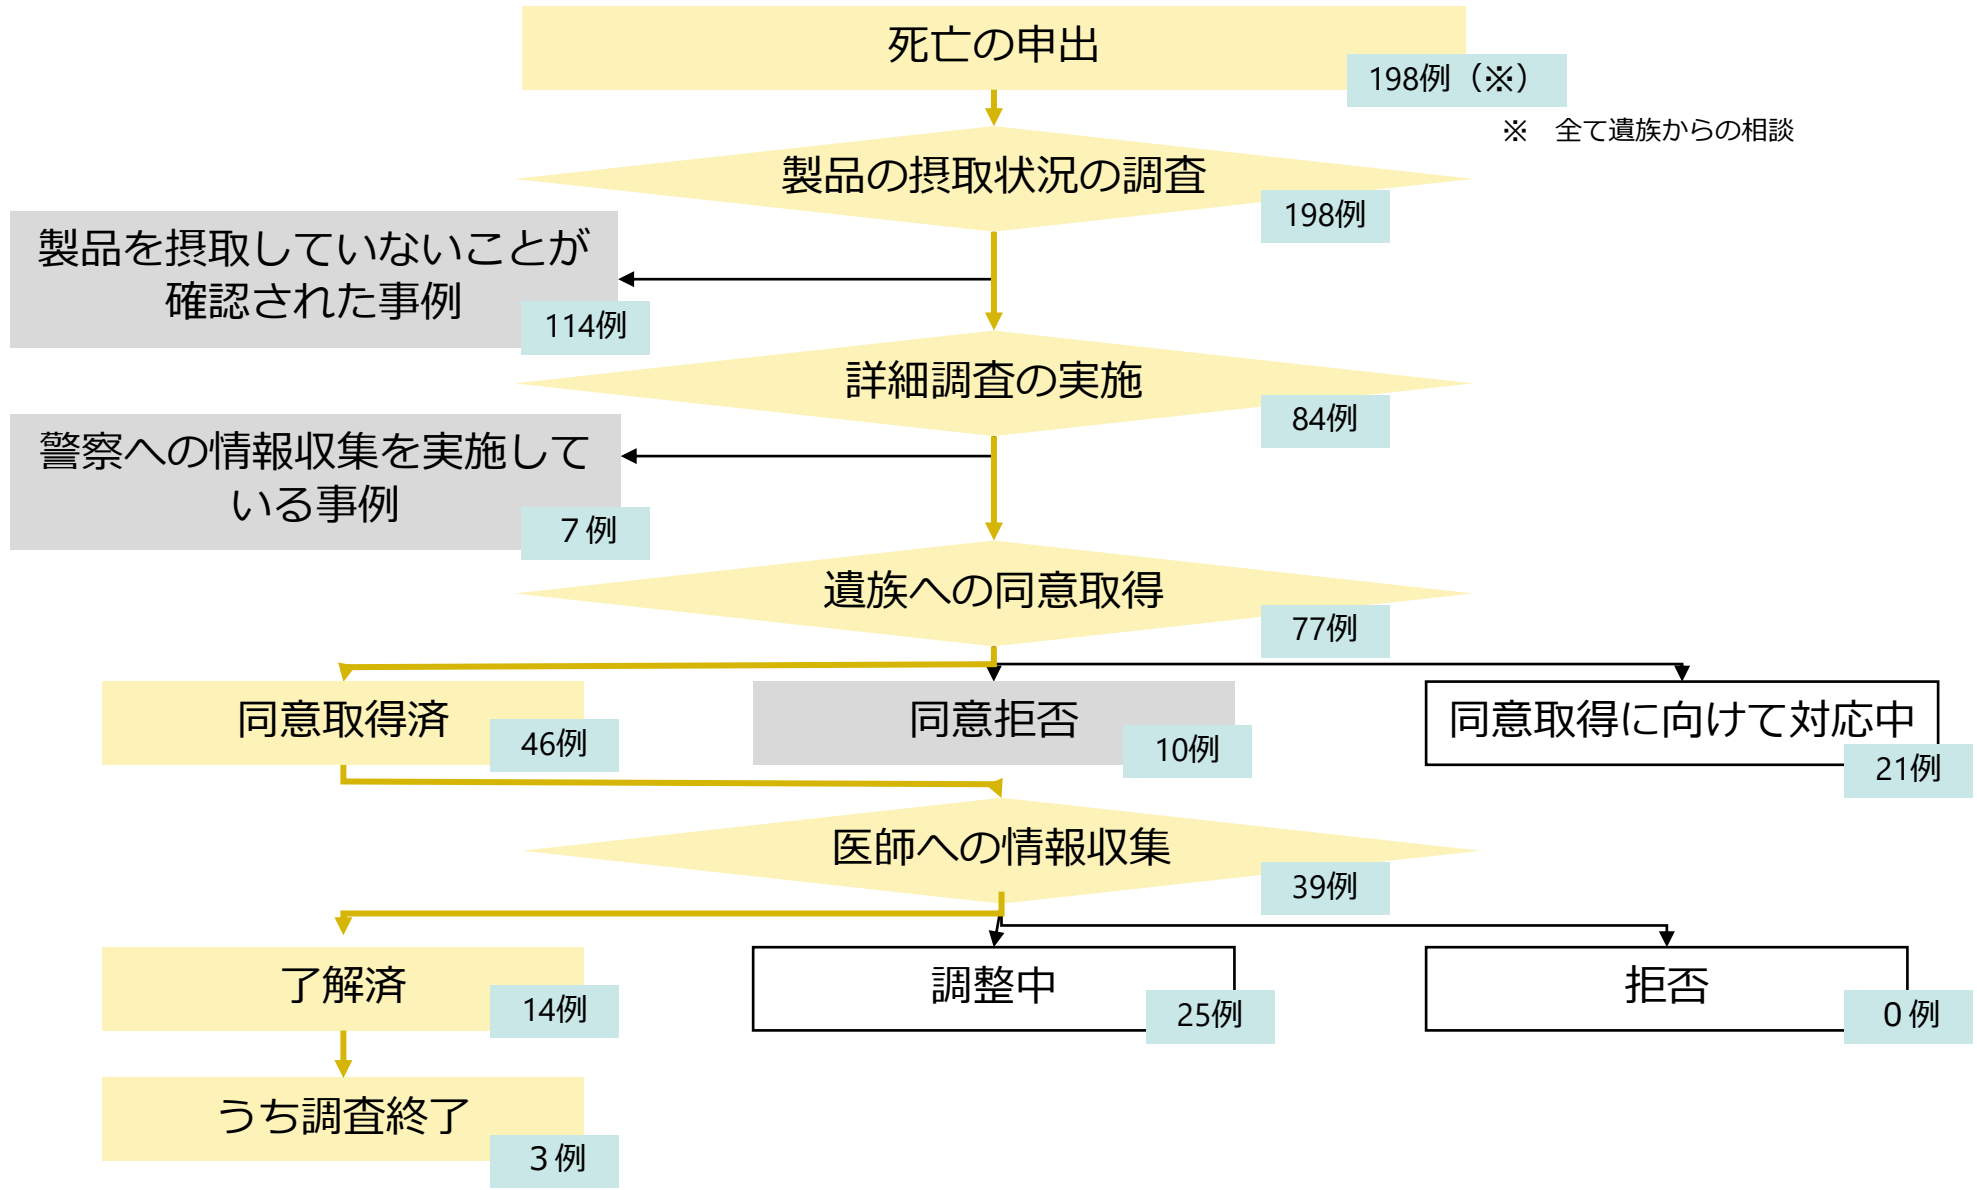 死亡の申出
198例（※）
※　全て遺族からの相談
製品の摂取状況の調査
198例
製品を摂取していないことが
確認された事例
114例
詳細調査の実施
84例
警察への情報収集を実施して
いる事例
７例
遺族への同意取得
77例
同意取得済
46例
同意拒否
10例
同意取得に向けて対応中
21例
医師への情報収集
39例
了解済
14例
調整中
25例
拒否
０例
うち調査終了
３例